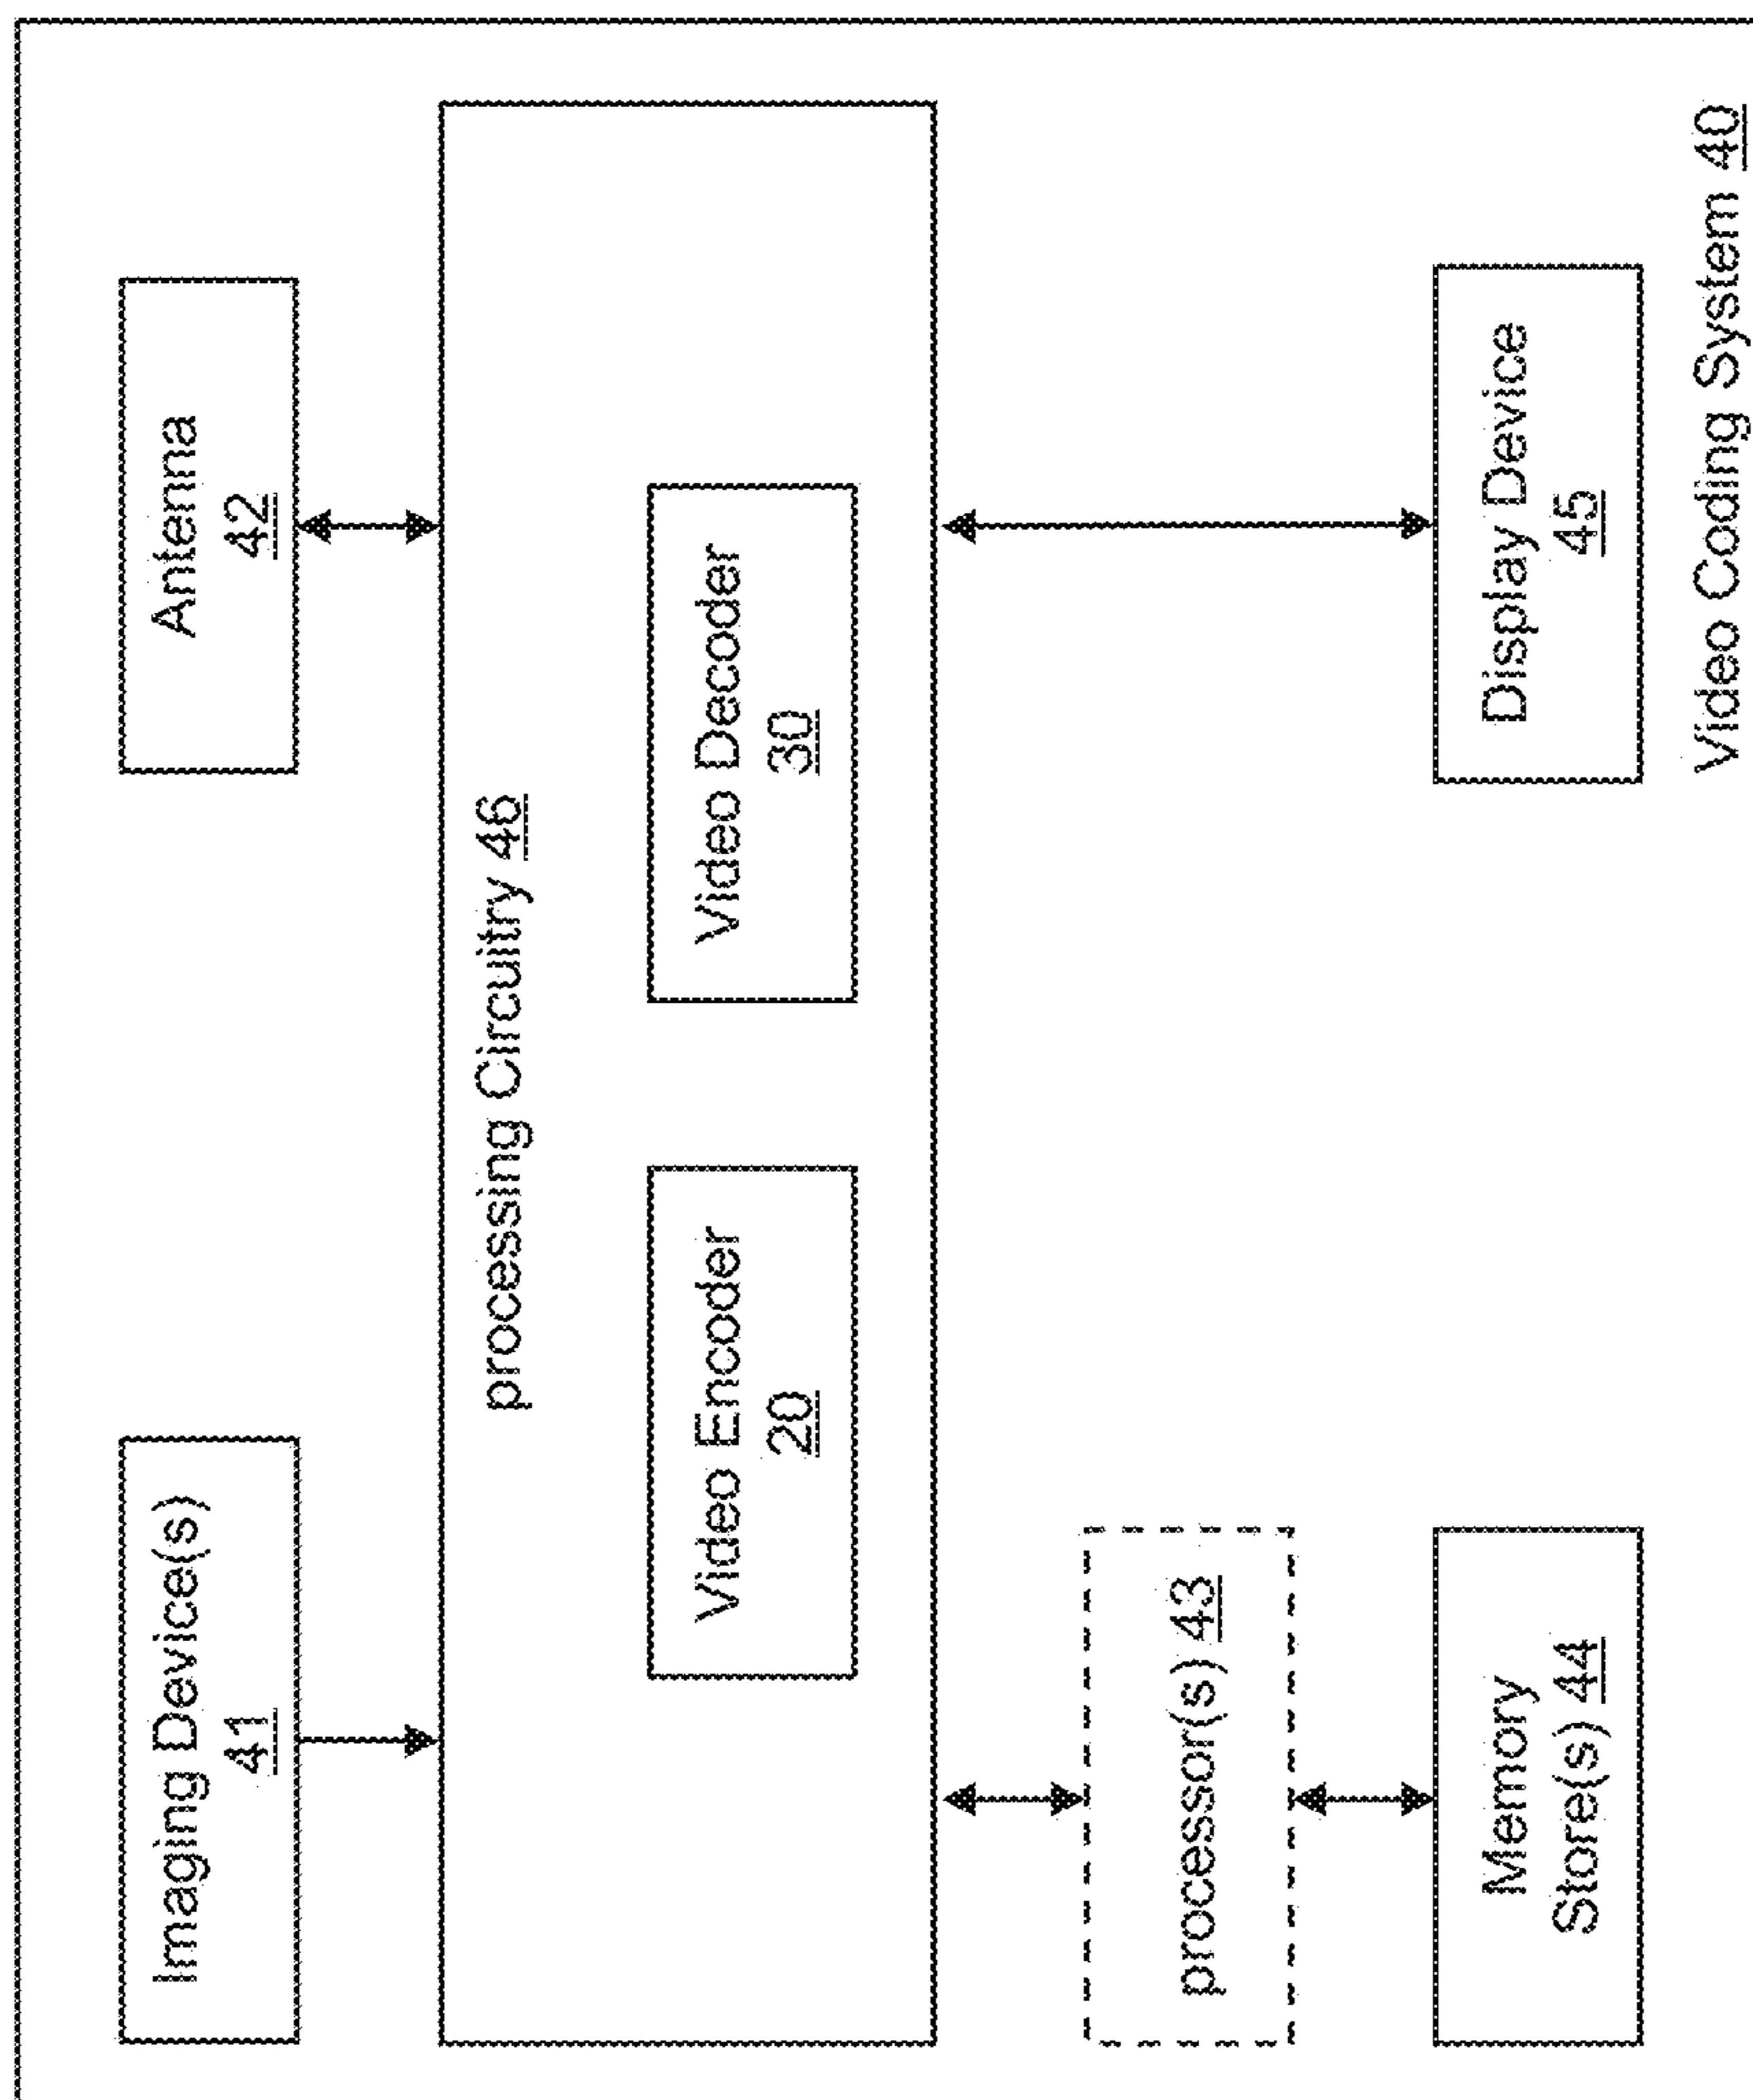 Imaging Device(s)
41
Antenna
42
processing Circuitry 46
Video Encoder
20
Video Decoder
30
processor(s) 43
Memory
Store(s) 44
Display Device
45
Video Coding System 40